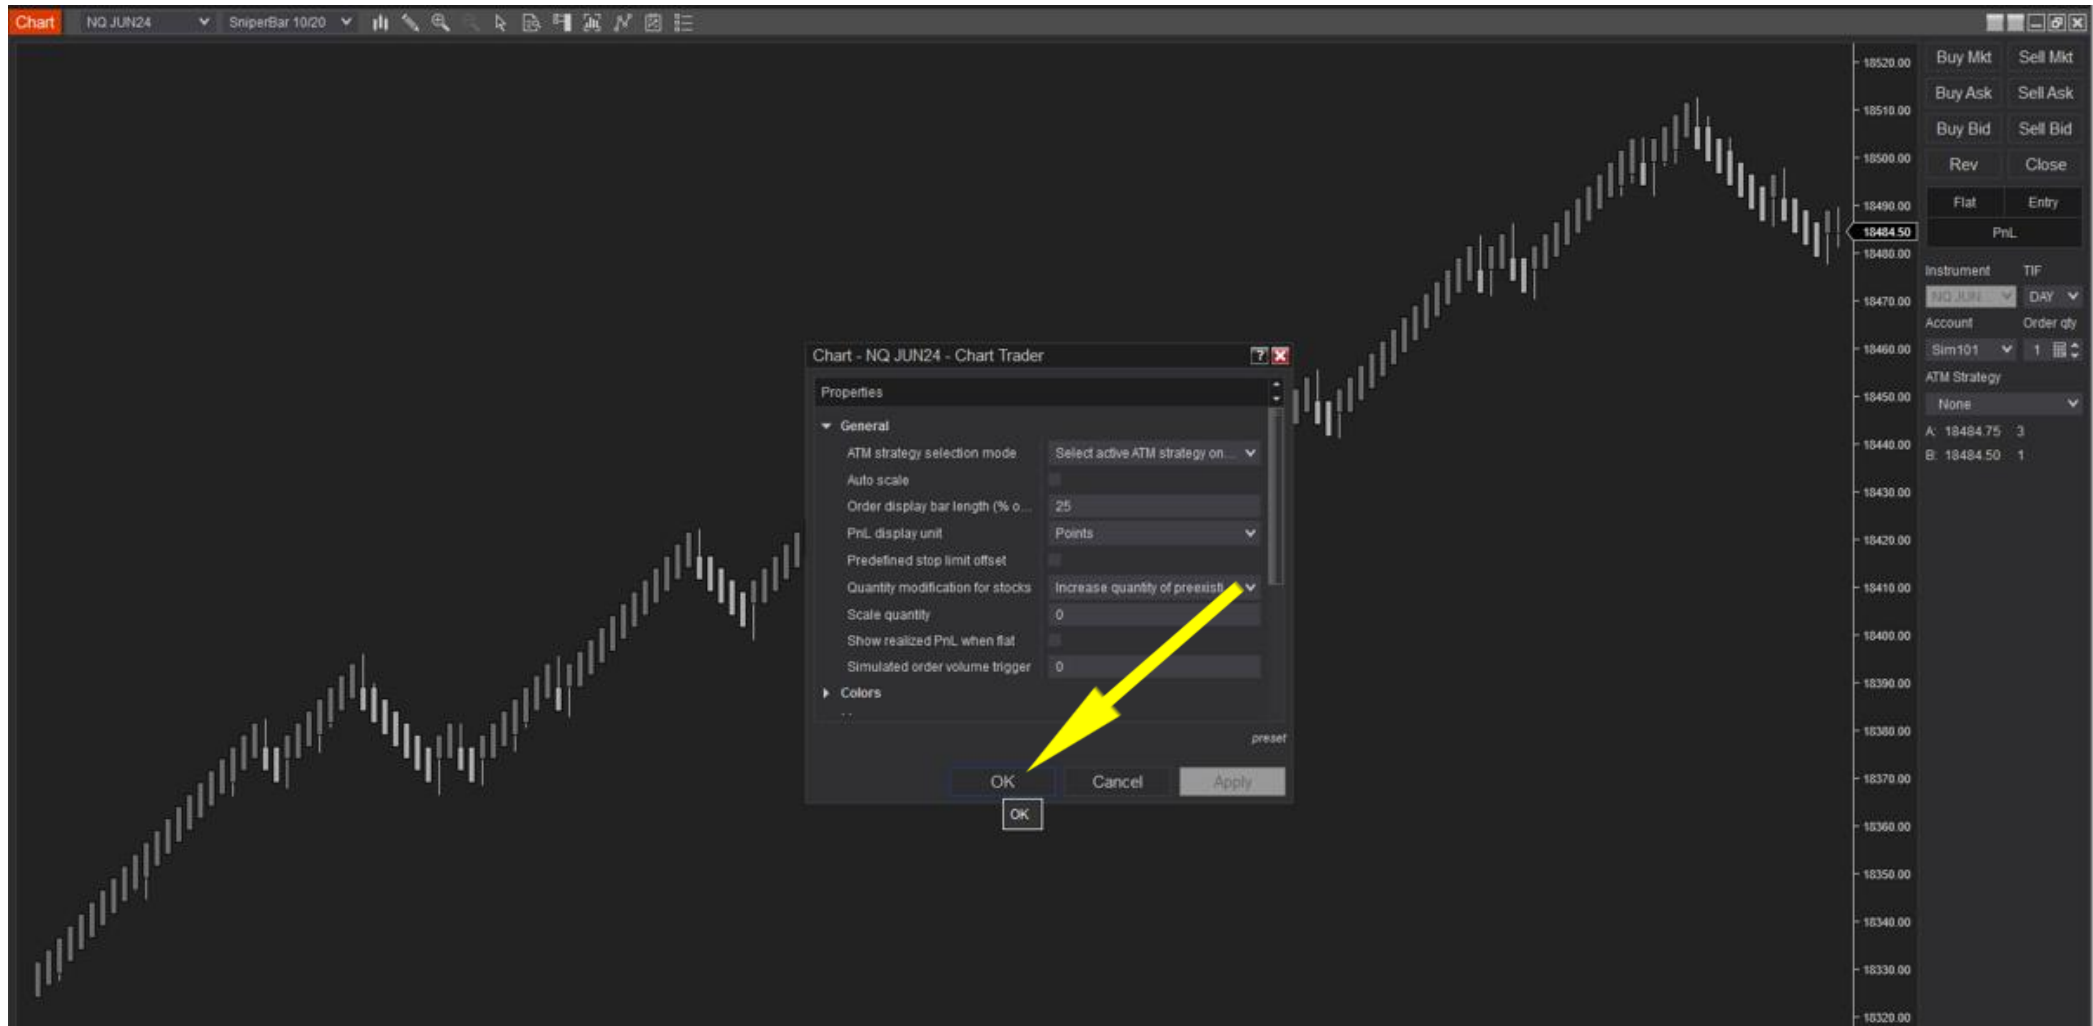 Chart NQ JUN24 SniperBar 10/20
18520.00
18510.00
18500.00
18490.00
18484.50
18480.00
18470.00
18460.00
18450.00
18440.00
18430.00
18420.00
18410.00
18400.00
18390.00
18380.00
18370.00
18360.00
18350.00
18340.00
18330.00
18320.00
Buy Mkt Sell Mkt
Buy Ask Sell Ask
Buy Bid Sell Bid
Rev Close
Flat Entry
PnL
Instrument TIF
NQ JUN... DAY
Account Order qty
Sim101 1
ATM Strategy
None
A: 18484.75 3
B: 18484.50 1
Chart - NQ JUN24 - Chart Trader ?
Properties
General
ATM strategy selection mode Select active ATM strategy on...
Auto scale
Order display bar length (% o... 25
PnL display unit Points
Predefined stop limit offset
Quantity modification for stocks Increase quantity of preexisti
Scale quantity 0
Show realized PnL when flat
Simulated order volume trigger 0
Colors
preset
OK Cancel Apply
OK